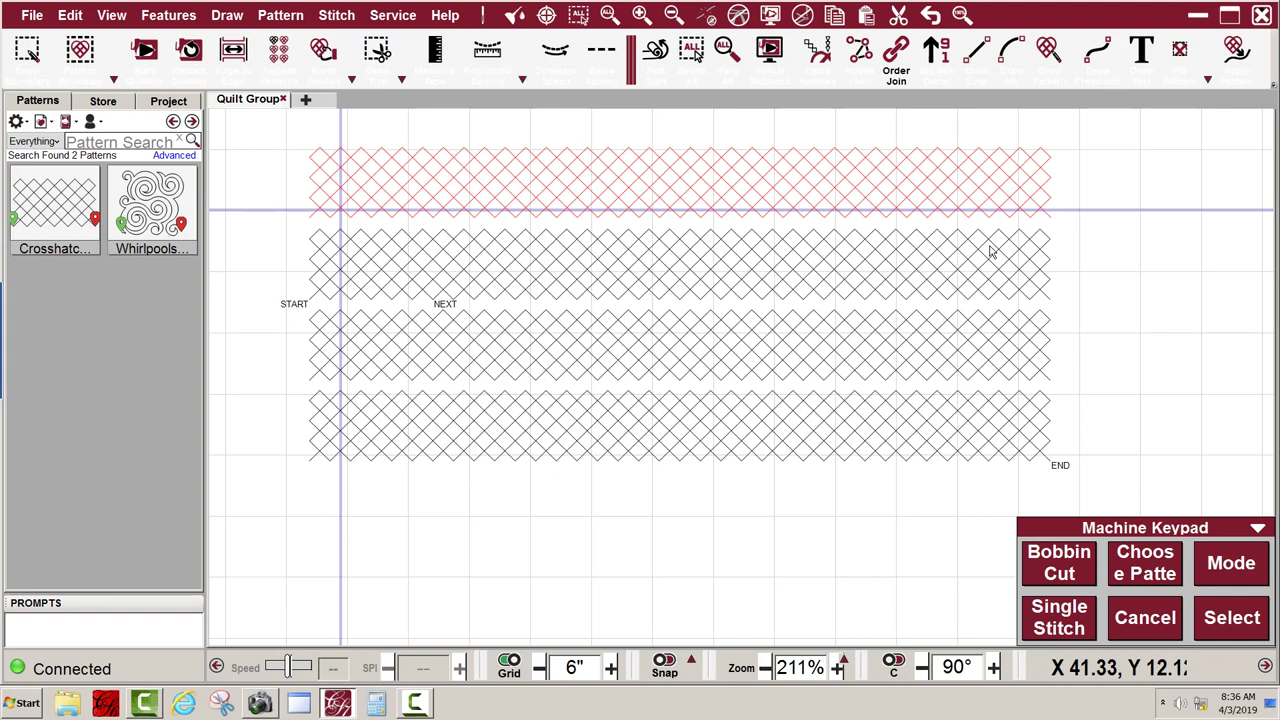 File Edit View Features Draw Pattern Stitch Service Help
Order
Join
Patterns Store Project
Quilt Group
Everything Pattern Search
Search Found 2 Patterns Advanced
Crosshatc... Whirlpools...
START NEXT
END
Machine Keypad
Bobbin
Cut
Choos
e Patte
Mode
Single
Stitch
Cancel
Select
PROMPTS
Connected
Speed -- SPI --
Grid 6" Snap Zoom 211% C 90° X 41.33, Y 12.12
Start
8:36 AM
4/3/2019